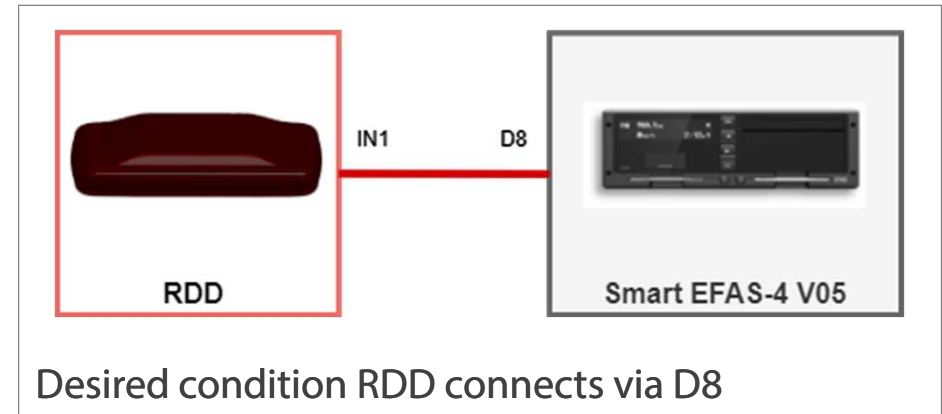 IN1
D8
RDD
Smart EFAS-4 V05
Desired condition RDD connects via D8